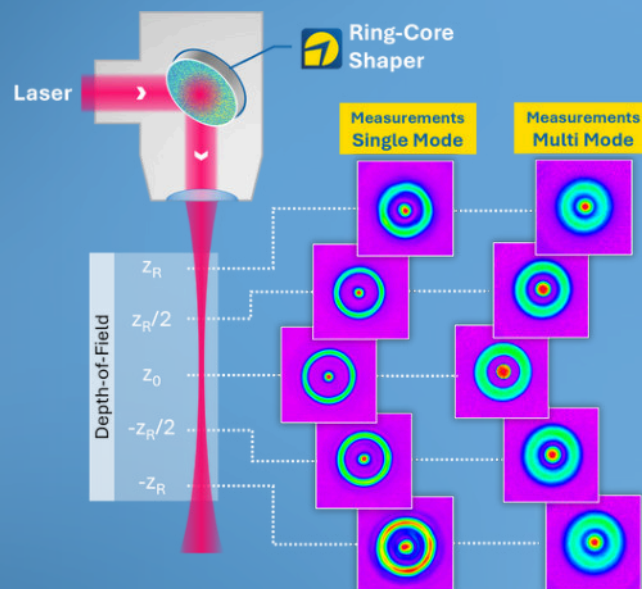 Ring-Core
Shaper
Laser
Measurements
Single Mode
Measurements
Multi Mode
Depth-of-Field
z_R
z_R/2
z_0
-z_R/2
-z_R